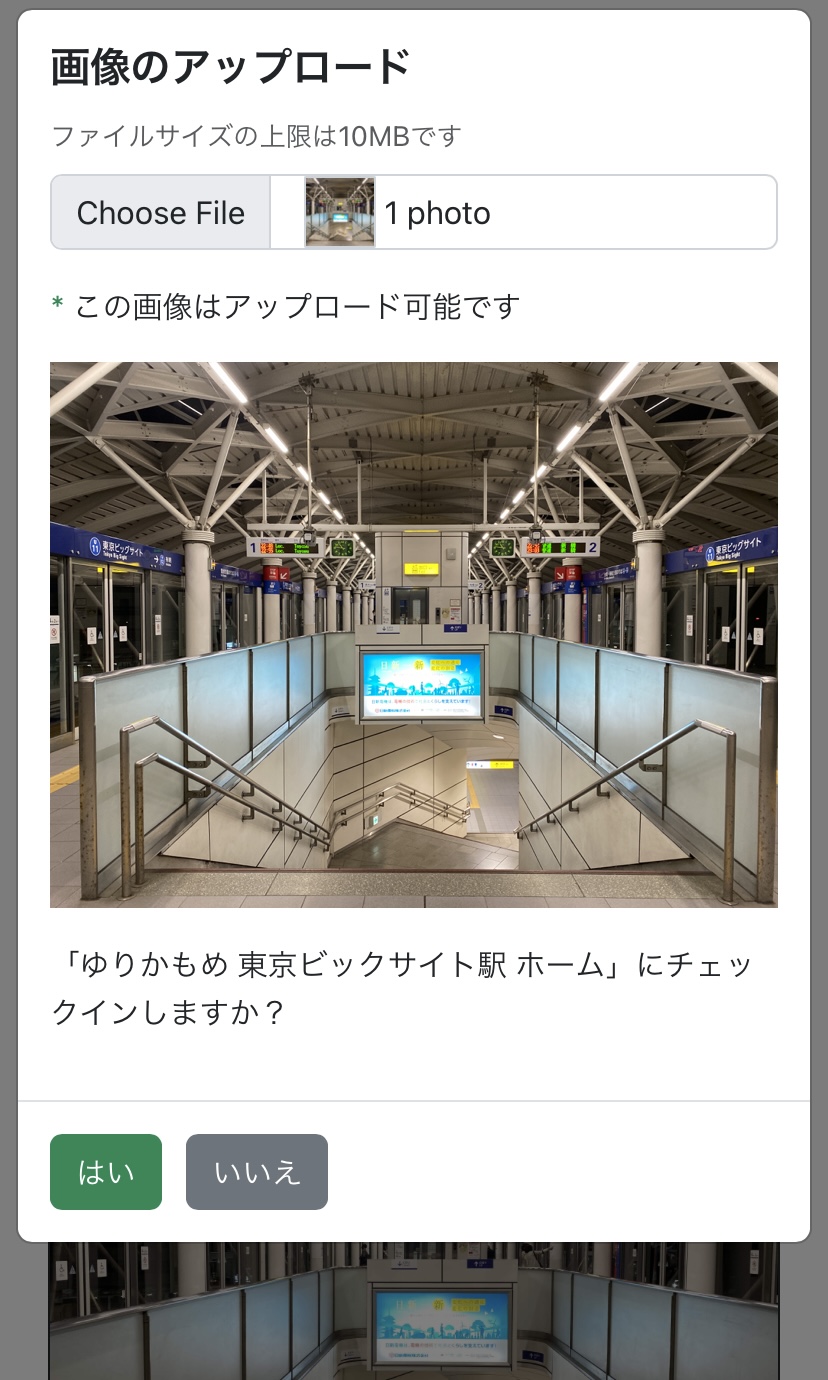 画像のアップロード
ファイルサイズの上限は10MBです
Choose File
1 photo
* この画像はアップロード可能です
1
2
11 東京ビッグサイト
Tokyo Big Sight
11 東京ビッグサイト
Tokyo Big Sight
新
「ゆりかもめ 東京ビックサイト駅 ホーム」にチェッ
クインしますか？
はい
いいえ